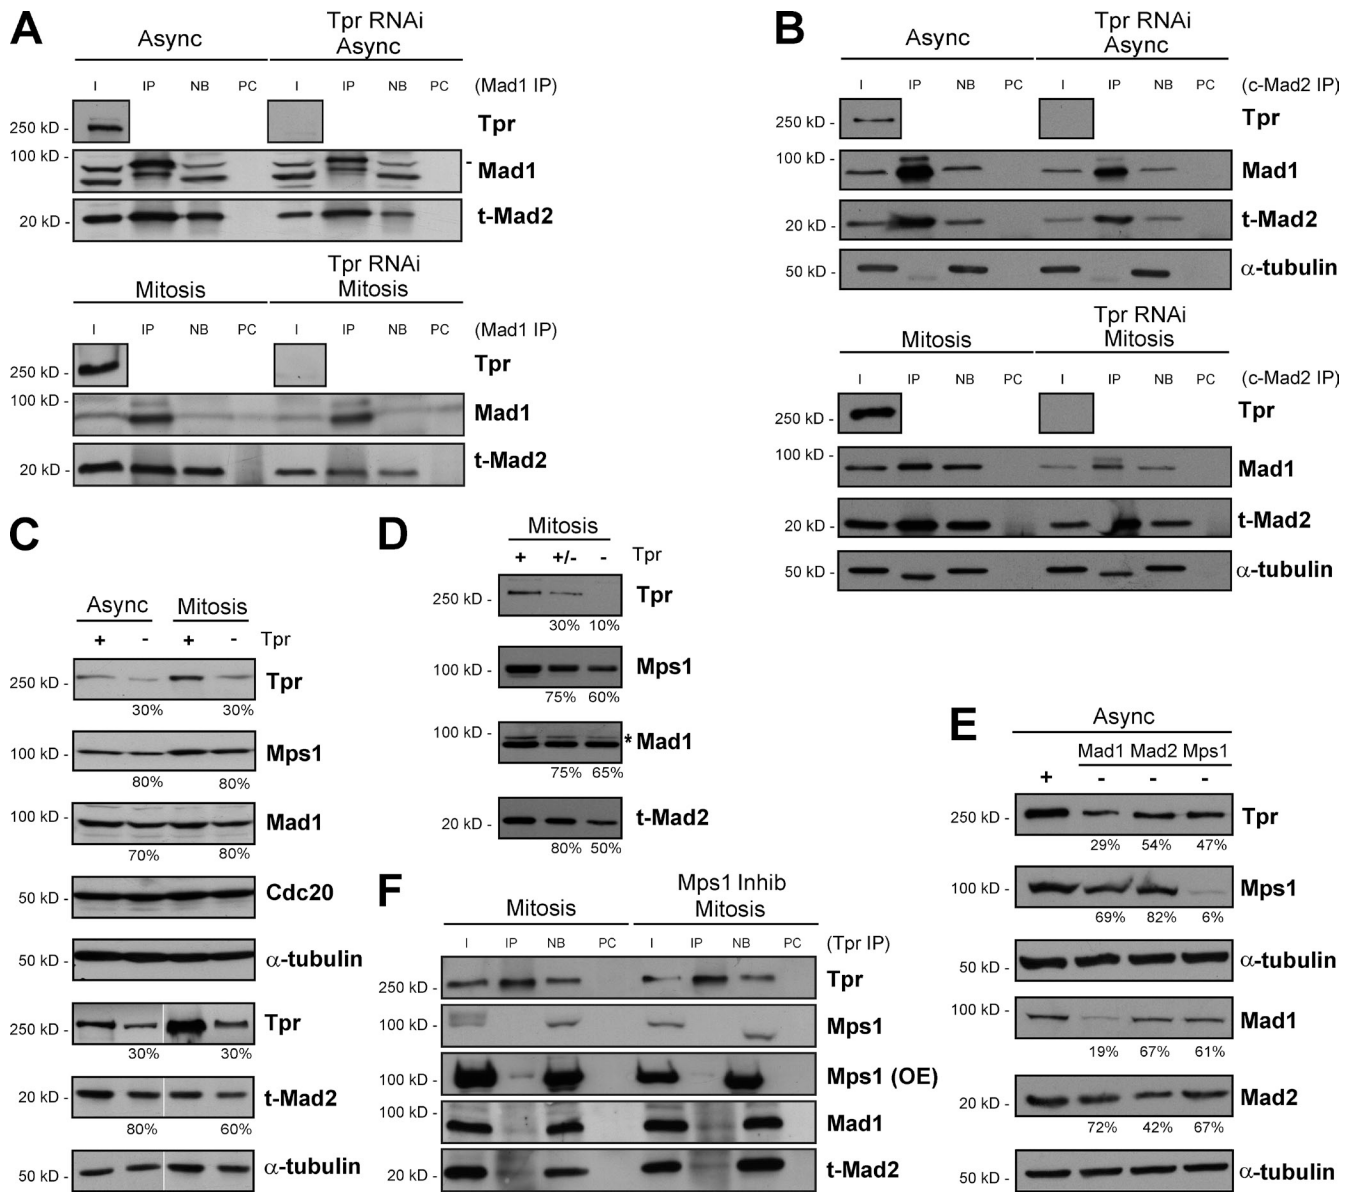 A
Async
Tpr RNAi
Async
I IP NB PC I IP NB PC (Mad1 IP)
250 kD - Tpr
100 kD - - Mad1
20 kD - t-Mad2
Mitosis
Tpr RNAi
Mitosis
I IP NB PC I IP NB PC (Mad1 IP)
250 kD - Tpr
100 kD - Mad1
20 kD - t-Mad2
B
Async
Tpr RNAi
Async
I IP NB PC I IP NB PC (c-Mad2 IP)
250 kD - Tpr
100 kD - Mad1
20 kD - t-Mad2
50 kD - α-tubulin
Mitosis
Tpr RNAi
Mitosis
I IP NB PC I IP NB PC (c-Mad2 IP)
250 kD - Tpr
100 kD - Mad1
20 kD - t-Mad2
50 kD - α-tubulin
C
Async Mitosis
+ - + - Tpr
250 kD - Tpr
30% 30%
100 kD - Mps1
80% 80%
100 kD - Mad1
70% 80%
50 kD - Cdc20
50 kD - α-tubulin
250 kD - Tpr
30% 30%
20 kD - t-Mad2
80% 60%
50 kD - α-tubulin
D
Mitosis
+ +/- - Tpr
250 kD - Tpr
30% 10%
100 kD - Mps1
75% 60%
100 kD - * Mad1
75% 65%
20 kD - t-Mad2
80% 50%
E
Async
Mad1 Mad2 Mps1
+ - - -
250 kD - Tpr
29% 54% 47%
100 kD - Mps1
69% 82% 6%
50 kD - α-tubulin
100 kD - Mad1
19% 67% 61%
20 kD - Mad2
72% 42% 67%
50 kD - α-tubulin
F
Mitosis
Mps1 Inhib
Mitosis
I IP NB PC I IP NB PC (Tpr IP)
250 kD - Tpr
100 kD - Mps1
100 kD - Mps1 (OE)
100 kD - Mad1
20 kD - t-Mad2